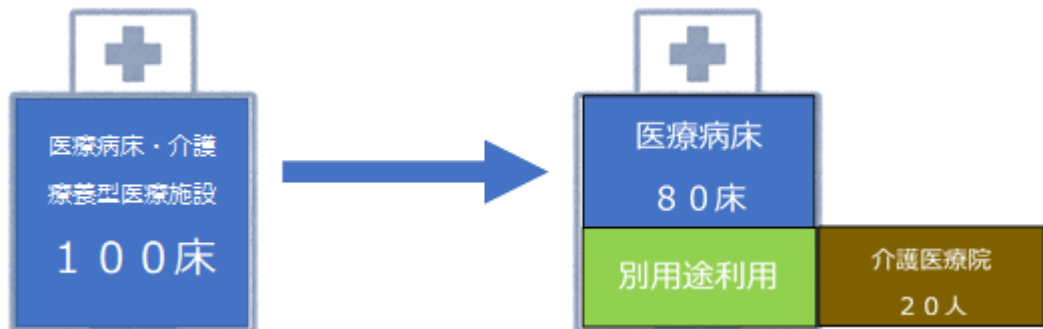 医療病床・介護
療養型医療施設
１００床
医療病床
８０床
別用途利用
介護医療院
２０人